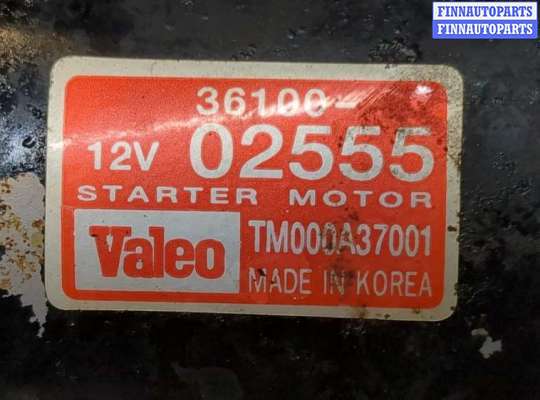 FINNAUTOPARTS
FINNAUTOPARTS
36100-
12V 02555
STARTER MOTOR
Valeo TM000A37001
MADE IN KOREA